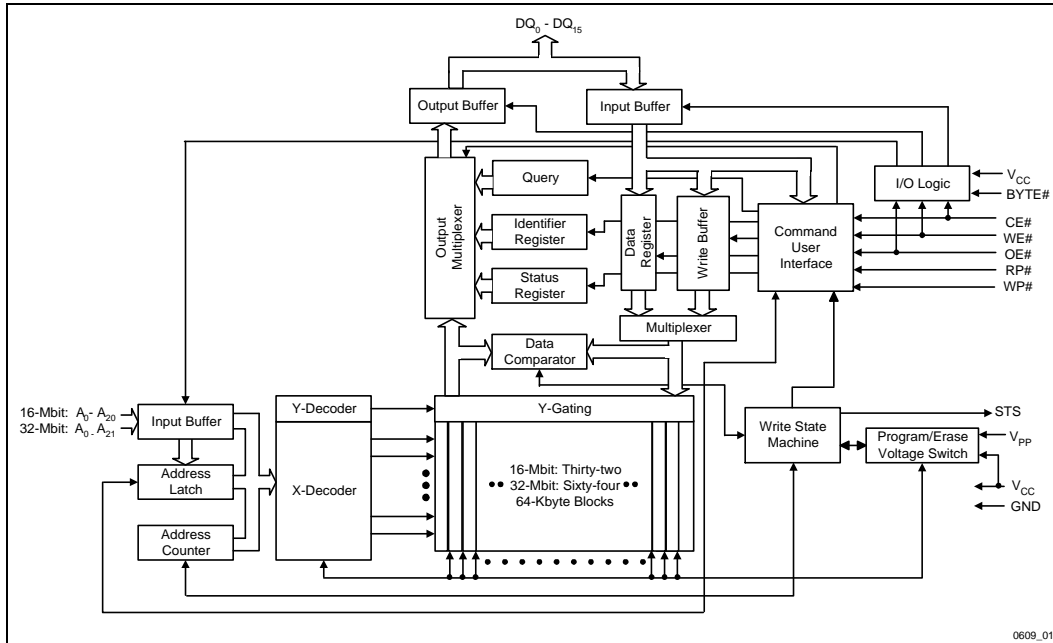 DQ0 - DQ15
Output Buffer
Input Buffer
Output
Multiplexer
Query
Identifier
Register
Status
Register
Data
Register
Write Buffer
Command
User
Interface
I/O Logic
VCC
BYTE#
CE#
WE#
OE#
RP#
WP#
Multiplexer
Data
Comparator
16-Mbit: A0- A20
32-Mbit: A0 - A21
Input Buffer
Address
Latch
Address
Counter
Y-Decoder
X-Decoder
Y-Gating
16-Mbit: Thirty-two
32-Mbit: Sixty-four
64-Kbyte Blocks
Write State
Machine
Program/Erase
Voltage Switch
STS
VPP
VCC
GND
0609_01